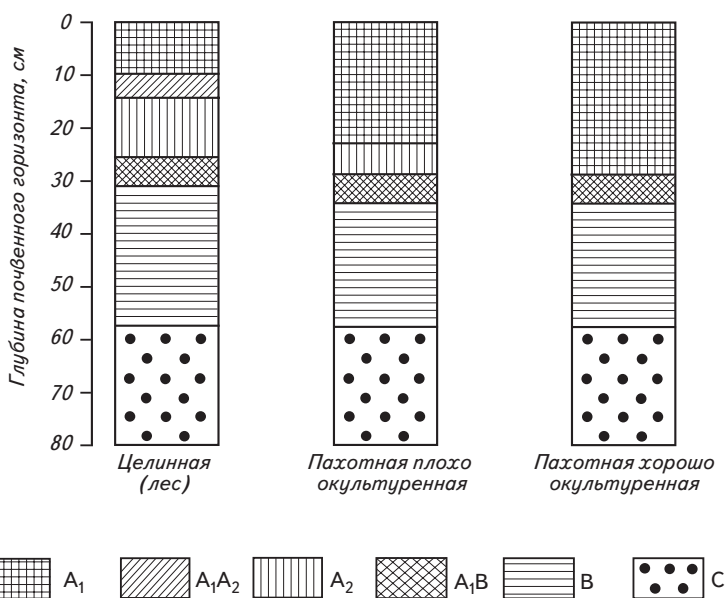 Глубина почвенного горизонта, см
0
10
20
30
40
50
60
70
80
Целинная
(лес)
Пахотная плохо
окультуренная
Пахотная хорошо
окультуренная
A₁
A₁A₂
A₂
A₁B
B
C